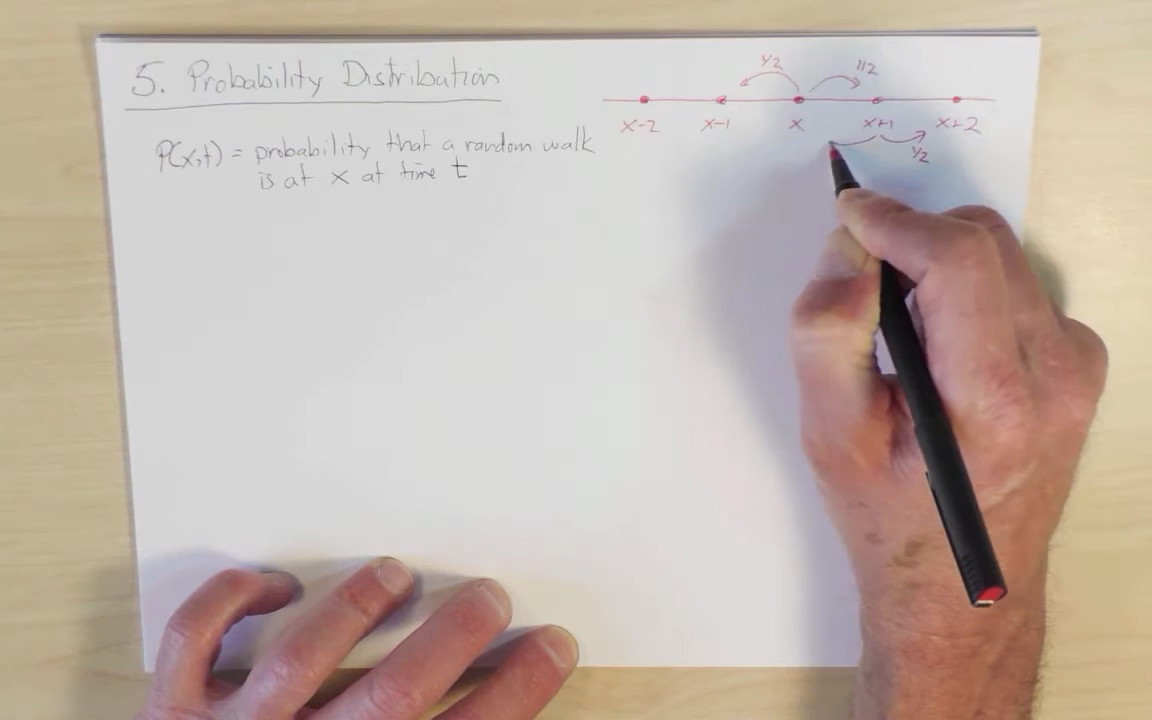 5. Probability Distribution
1/2 1/2
x-2 x-1 x x+1 x+2
1/2
P(x,t) = probability that a random walk
is at x at time t